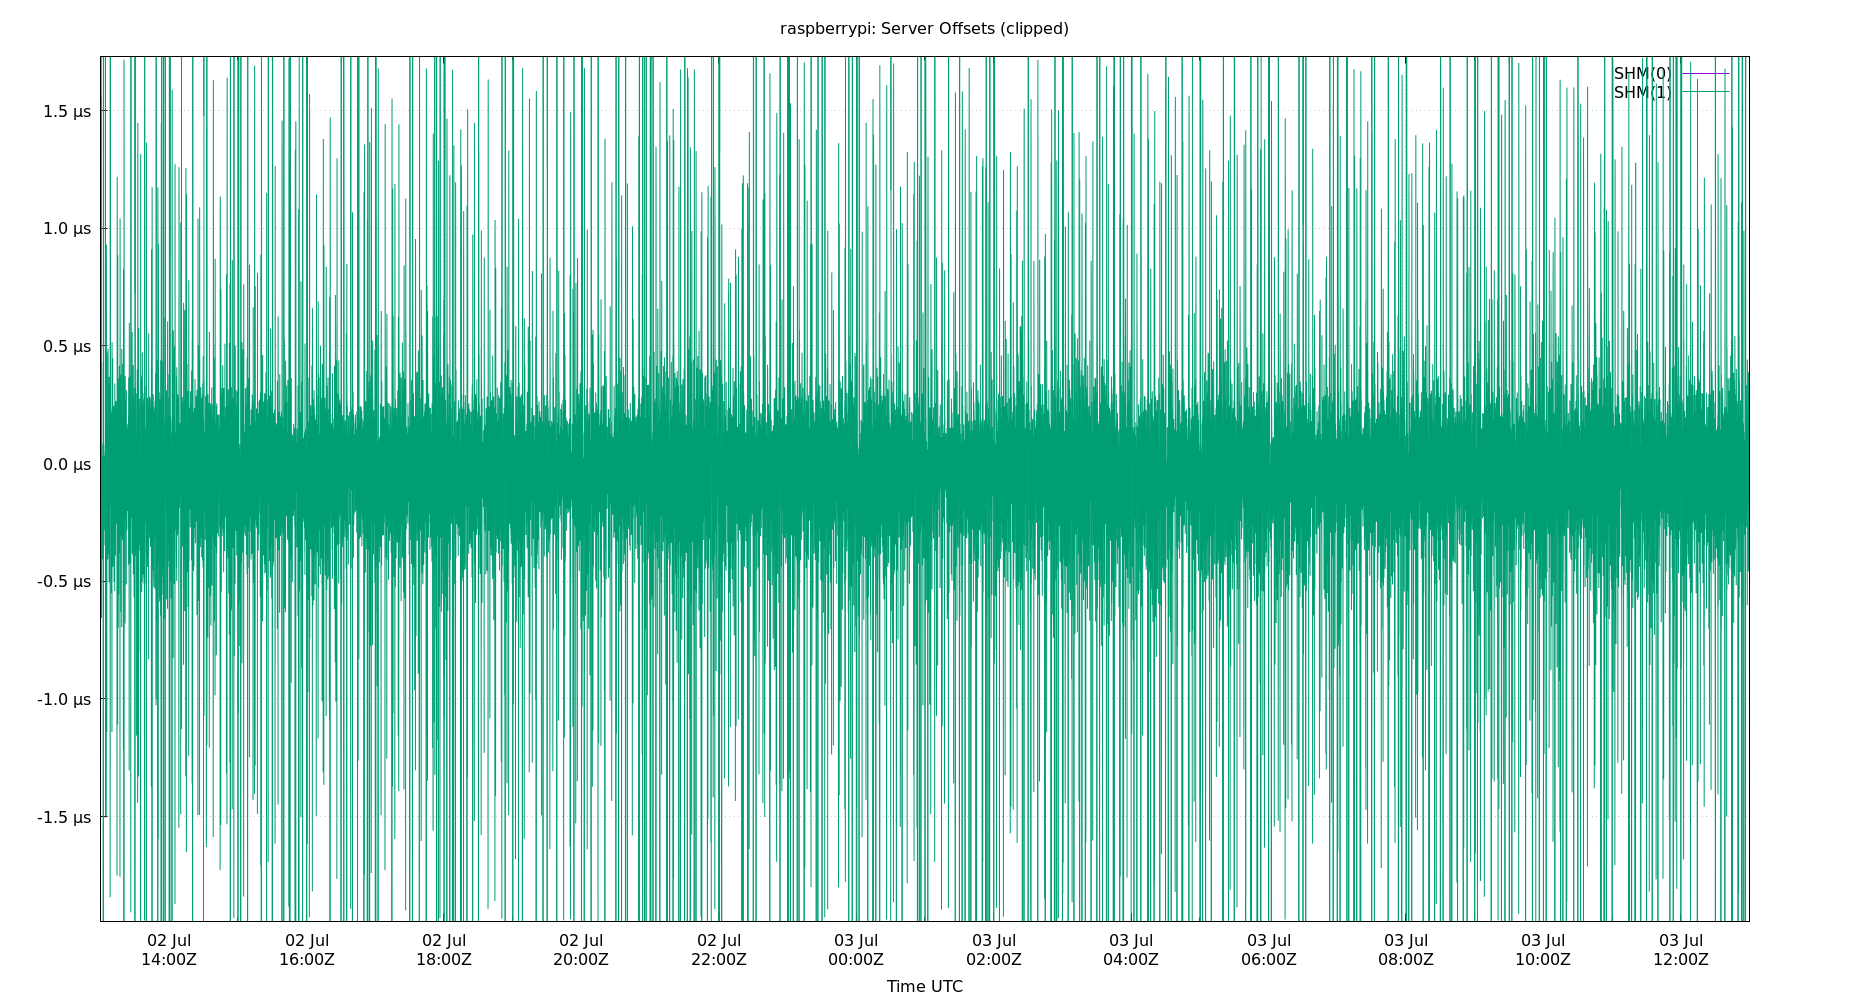 raspberrypi: Server Offsets (clipped)
SHM(0)
SHM(1)
1.5 µs
1.0 µs
0.5 µs
0.0 µs
-0.5 µs
-1.0 µs
-1.5 µs
02 Jul 02 Jul 02 Jul 02 Jul 02 Jul 03 Jul 03 Jul 03 Jul 03 Jul 03 Jul 03 Jul 03 Jul
14:00Z 16:00Z 18:00Z 20:00Z 22:00Z 00:00Z 02:00Z 04:00Z 06:00Z 08:00Z 10:00Z 12:00Z
Time UTC